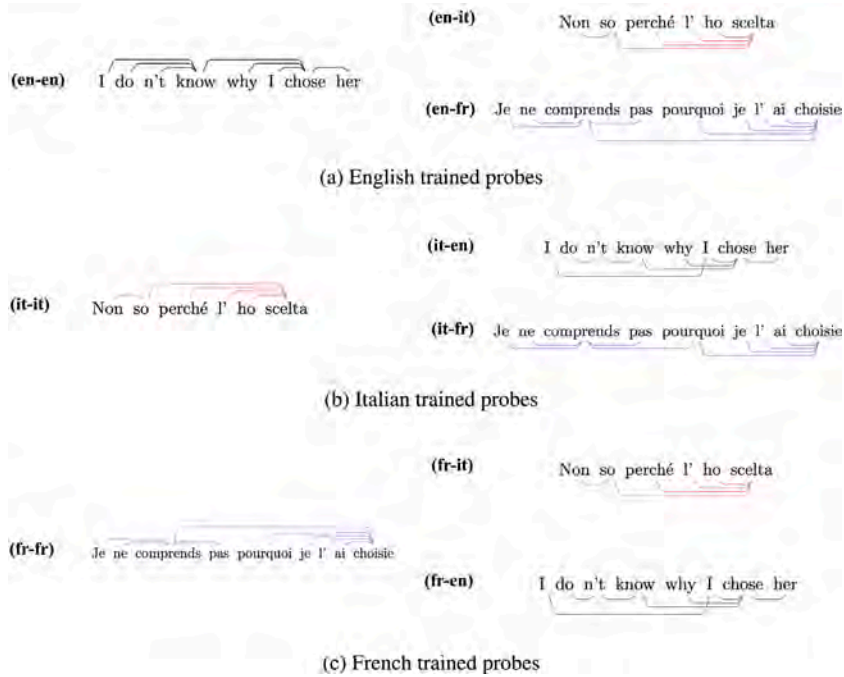 (en-en) I do n't know why I chose her
(en-it) Non so perché l' ho scelta
(en-fr) Je ne comprends pas pourquoi je l' ai choisie
(a) English trained probes
(it-it) Non so perché l' ho scelta
(it-en) I do n't know why I chose her
(it-fr) Je ne comprends pas pourquoi je l' ai choisie
(b) Italian trained probes
(fr-fr) Je ne comprends pas pourquoi je l' ai choisie
(fr-it) Non so perché l' ho scelta
(fr-en) I do n't know why I chose her
(c) French trained probes